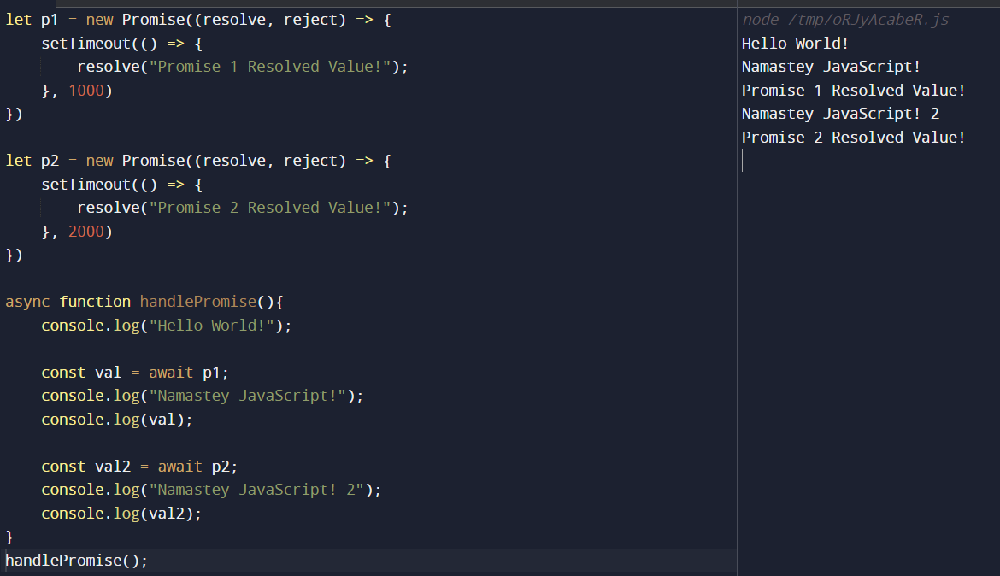 let p1 = new Promise((resolve, reject) => {
    setTimeout(() => {
        resolve("Promise 1 Resolved Value!");
    }, 1000)
})

let p2 = new Promise((resolve, reject) => {
    setTimeout(() => {
        resolve("Promise 2 Resolved Value!");
    }, 2000)
})

async function handlePromise(){
    console.log("Hello World!");

    const val = await p1;
    console.log("Namastey JavaScript!");
    console.log(val);

    const val2 = await p2;
    console.log("Namastey JavaScript! 2");
    console.log(val2);
}
handlePromise();

node /tmp/oRJyAcabeR.js
Hello World!
Namastey JavaScript!
Promise 1 Resolved Value!
Namastey JavaScript! 2
Promise 2 Resolved Value!